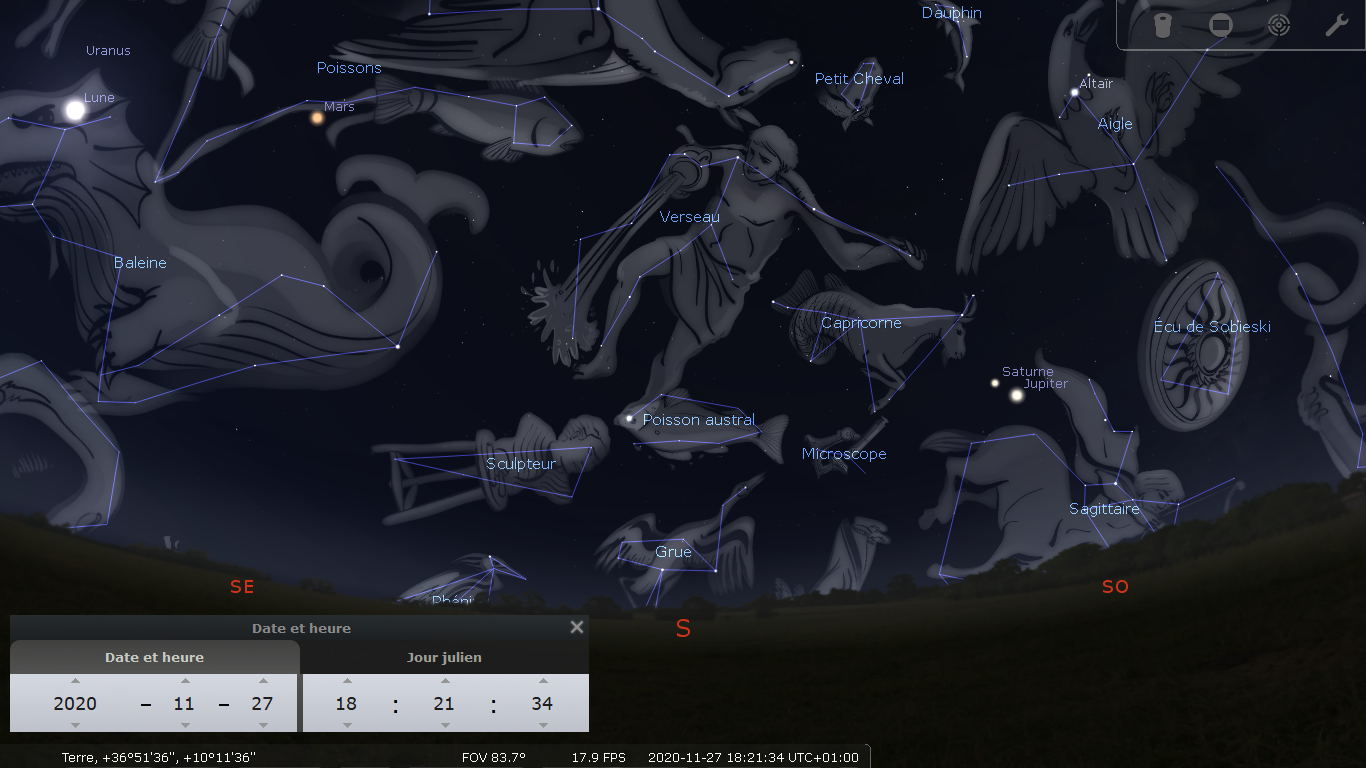 Dauphin
Uranus
Poissons
Petit Cheval
Altaïr
Lune
Mars
Aigle
Verseau
Baleine
Capricorne
Écu de Sobieski
Saturne
Jupiter
Poisson austral
Microscope
Sculpteur
Sagittaire
Grue
SE
SO
Phéni
S
Date et heure
Date et heure
Jour julien
2020 – 11 – 27
18 : 21 : 34
Terre, +36°51'36", +10°11'36"
FOV 83.7°
17.9 FPS
2020-11-27 18:21:34 UTC+01:00